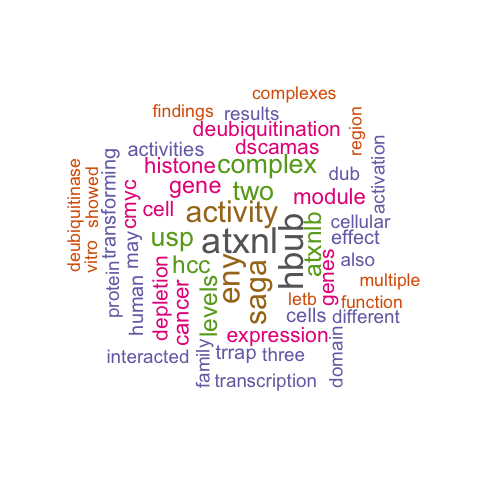 complexes
findings
results
region
deubiquitination
dscamas
activities
histone
complex
activation
deubiquitinase
showed
transforming
gene
two
dub
module
cmyc
cell
activity
atxnlb
cellular
vitro
may
usp
atxnl
hbub
effect
also
protein
human
hcc
eny
saga
genes
multiple
depletion
cancer
levels
letb
function
cells
different
expression
interacted
family
trrap
three
domain
transcription